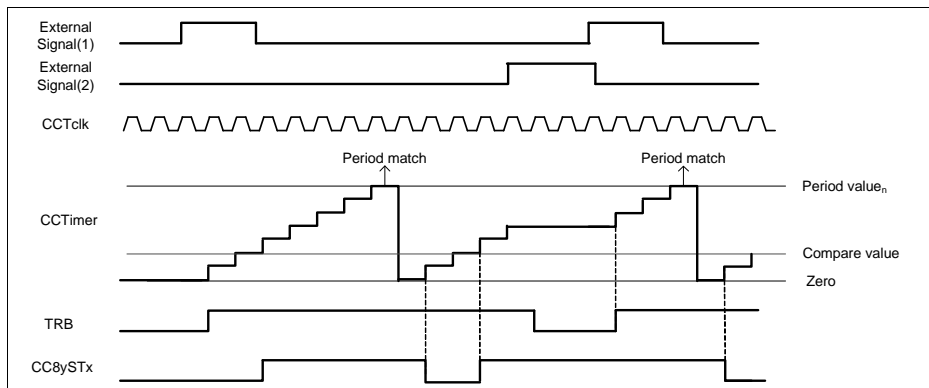 External
Signal(1)
External
Signal(2)
CCTclk
Period match
Period match
Period valueₙ
CCTimer
Compare value
Zero
TRB
CC8ySTx